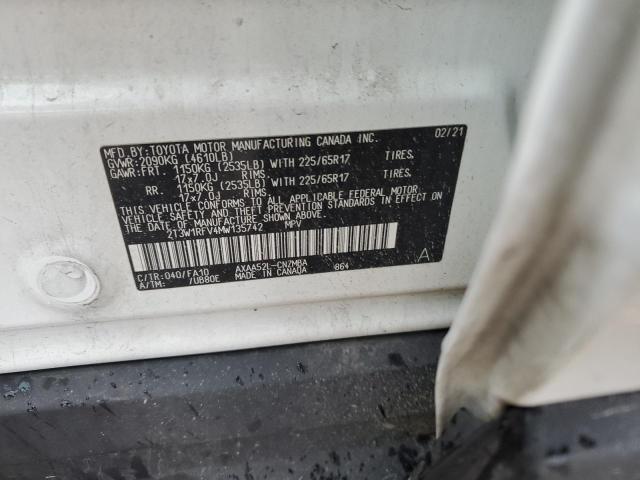 MFD. BY:TOYOTA MOTOR MANUFACTURING CANADA INC. 02/21
GVWR:2090KG (4610LB)
GAWR:FRT. 1150KG (2535LB) WITH 225/65R17 TIRES.
17x7.0J RIMS
RR. 1150KG (2535LB) WITH 225/65R17 TIRES.
17x7.0J RIMS
THIS VEHICLE CONFORMS TO ALL APPLICABLE FEDERAL MOTOR
VEHICLE SAFETY AND THEFT PREVENTION STANDARDS IN EFFECT ON
THE DATE OF MANUFACTURE SHOWN ABOVE.
2T3W1RFV4MW135742 MPV
A
C/TR:040/FA10 AXAA52L-CNZMBA 864
A/TM: /UB80E MADE IN CANADA